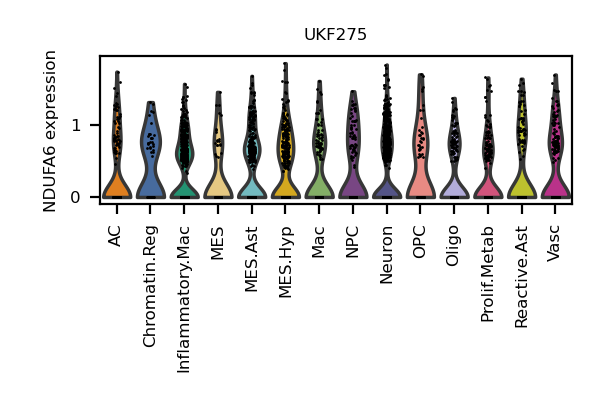 UKF275
NDUFA6 expression
1
0
AC
Chromatin.Reg
Inflammatory.Mac
MES
MES.Ast
MES.Hyp
Mac
NPC
Neuron
OPC
Oligo
Prolif.Metab
Reactive.Ast
Vasc